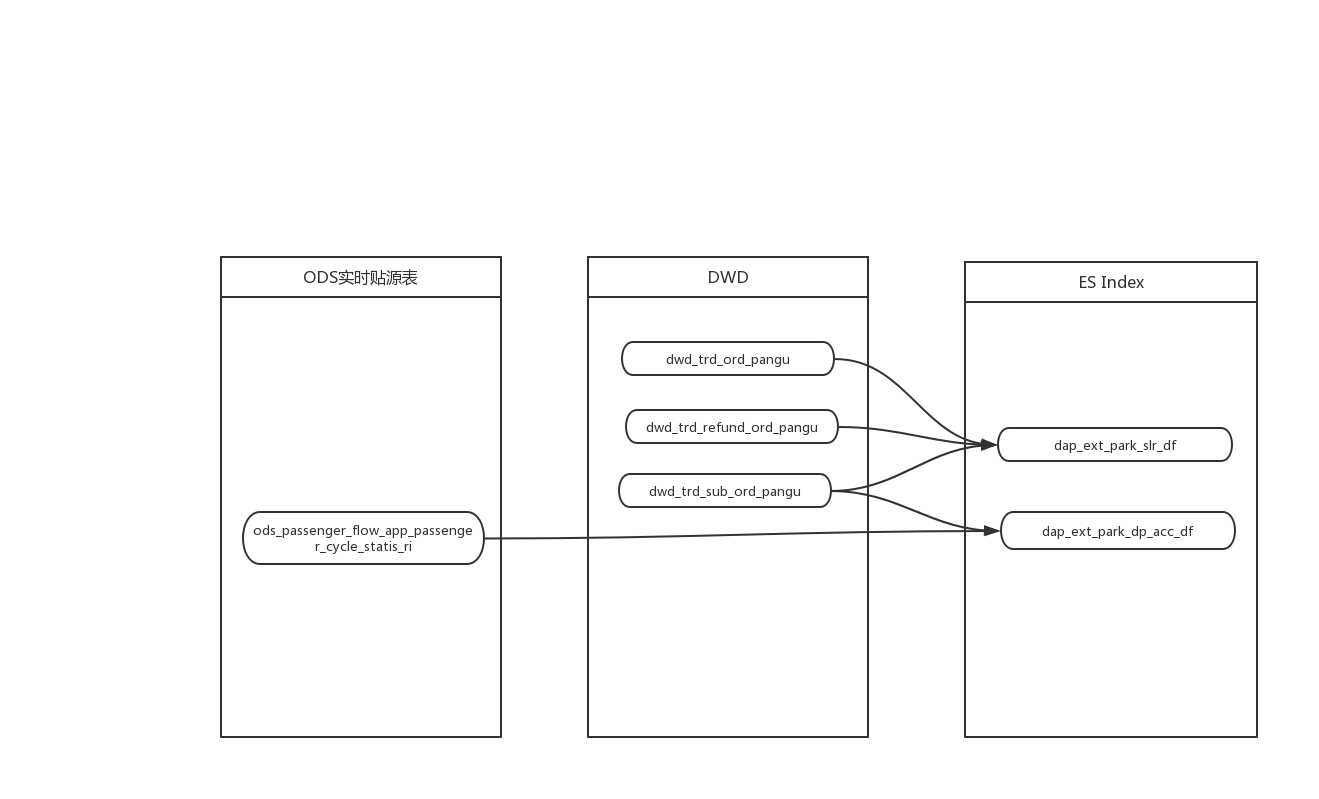 ODS实时贴源表
ods_passenger_flow_app_passenge
r_cycle_statis_ri
DWD
dwd_trd_ord_pangu
dwd_trd_refund_ord_pangu
dwd_trd_sub_ord_pangu
ES Index
dap_ext_park_slr_df
dap_ext_park_dp_acc_df